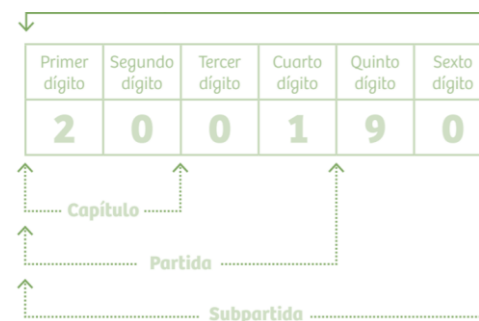 Primer dígito Segundo dígito Tercer dígito Cuarto dígito Quinto dígito Sexto dígito
2 0 0 1 9 0
Capítulo
Partida
Subpartida